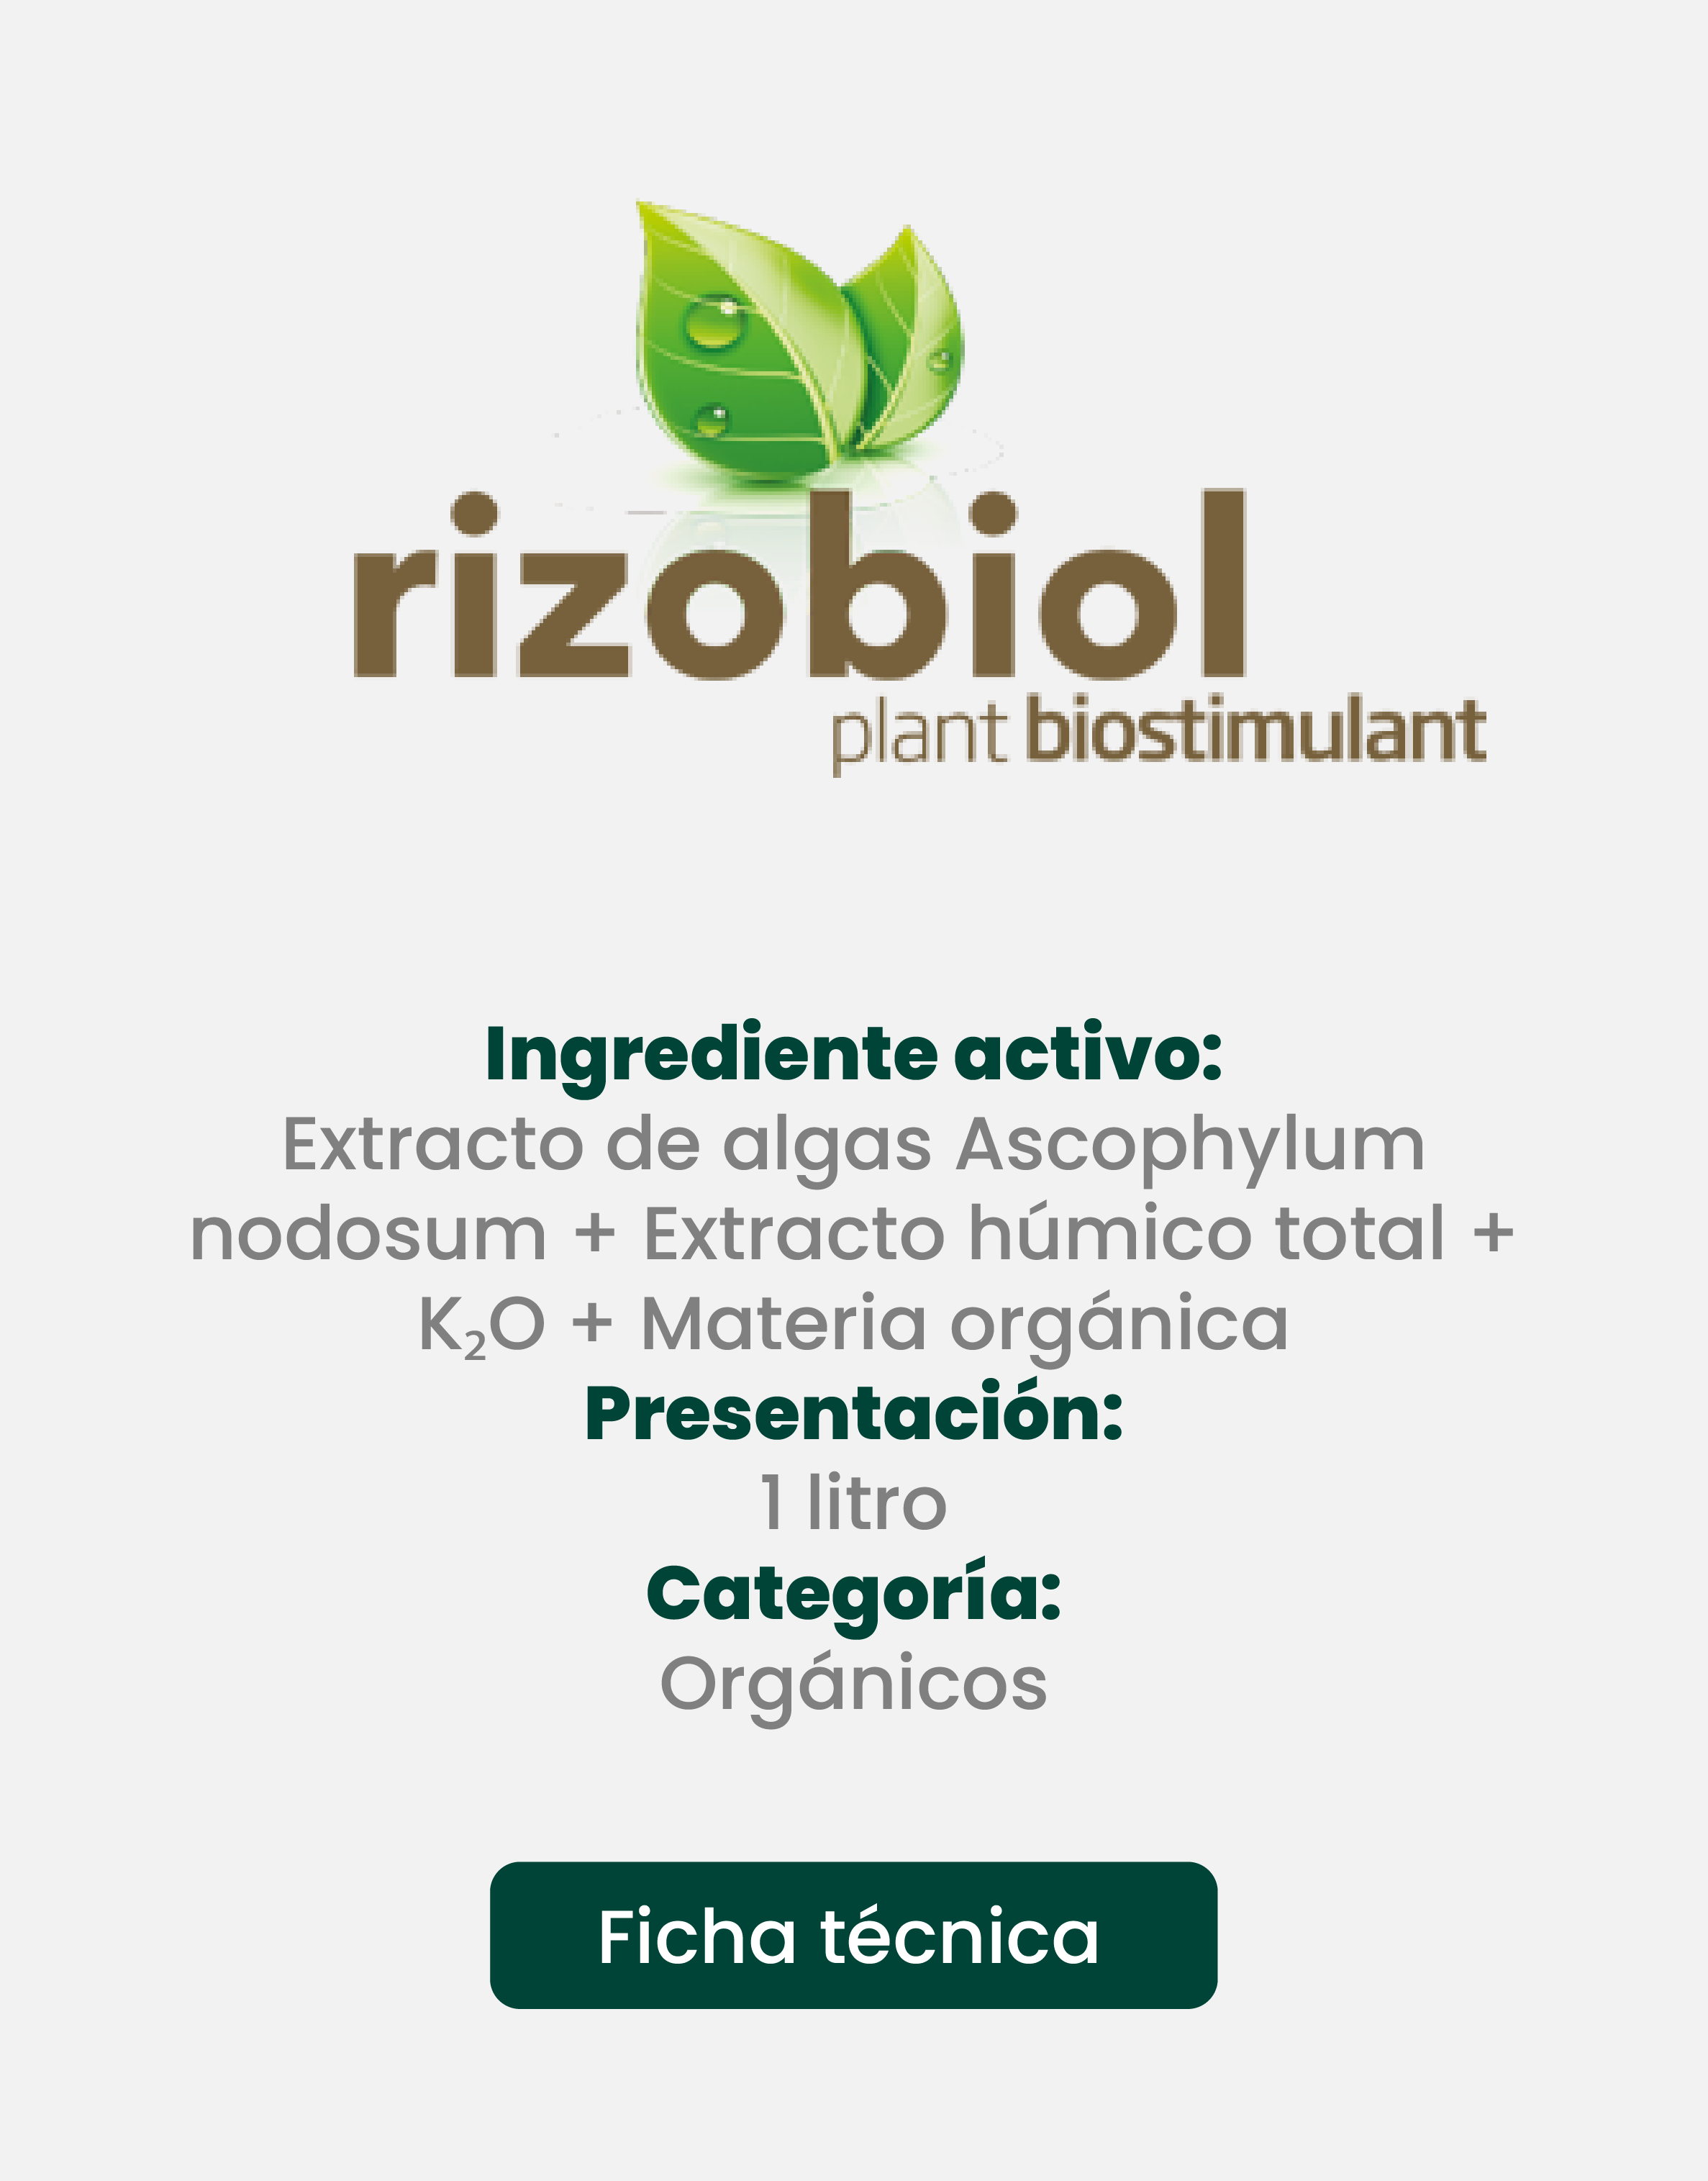 rizobiol
plant biostimulant
Ingrediente activo:
Extracto de algas Ascophylum
nodosum + Extracto húmico total +
K₂O + Materia orgánica
Presentación:
1 litro
Categoría:
Orgánicos
Ficha técnica